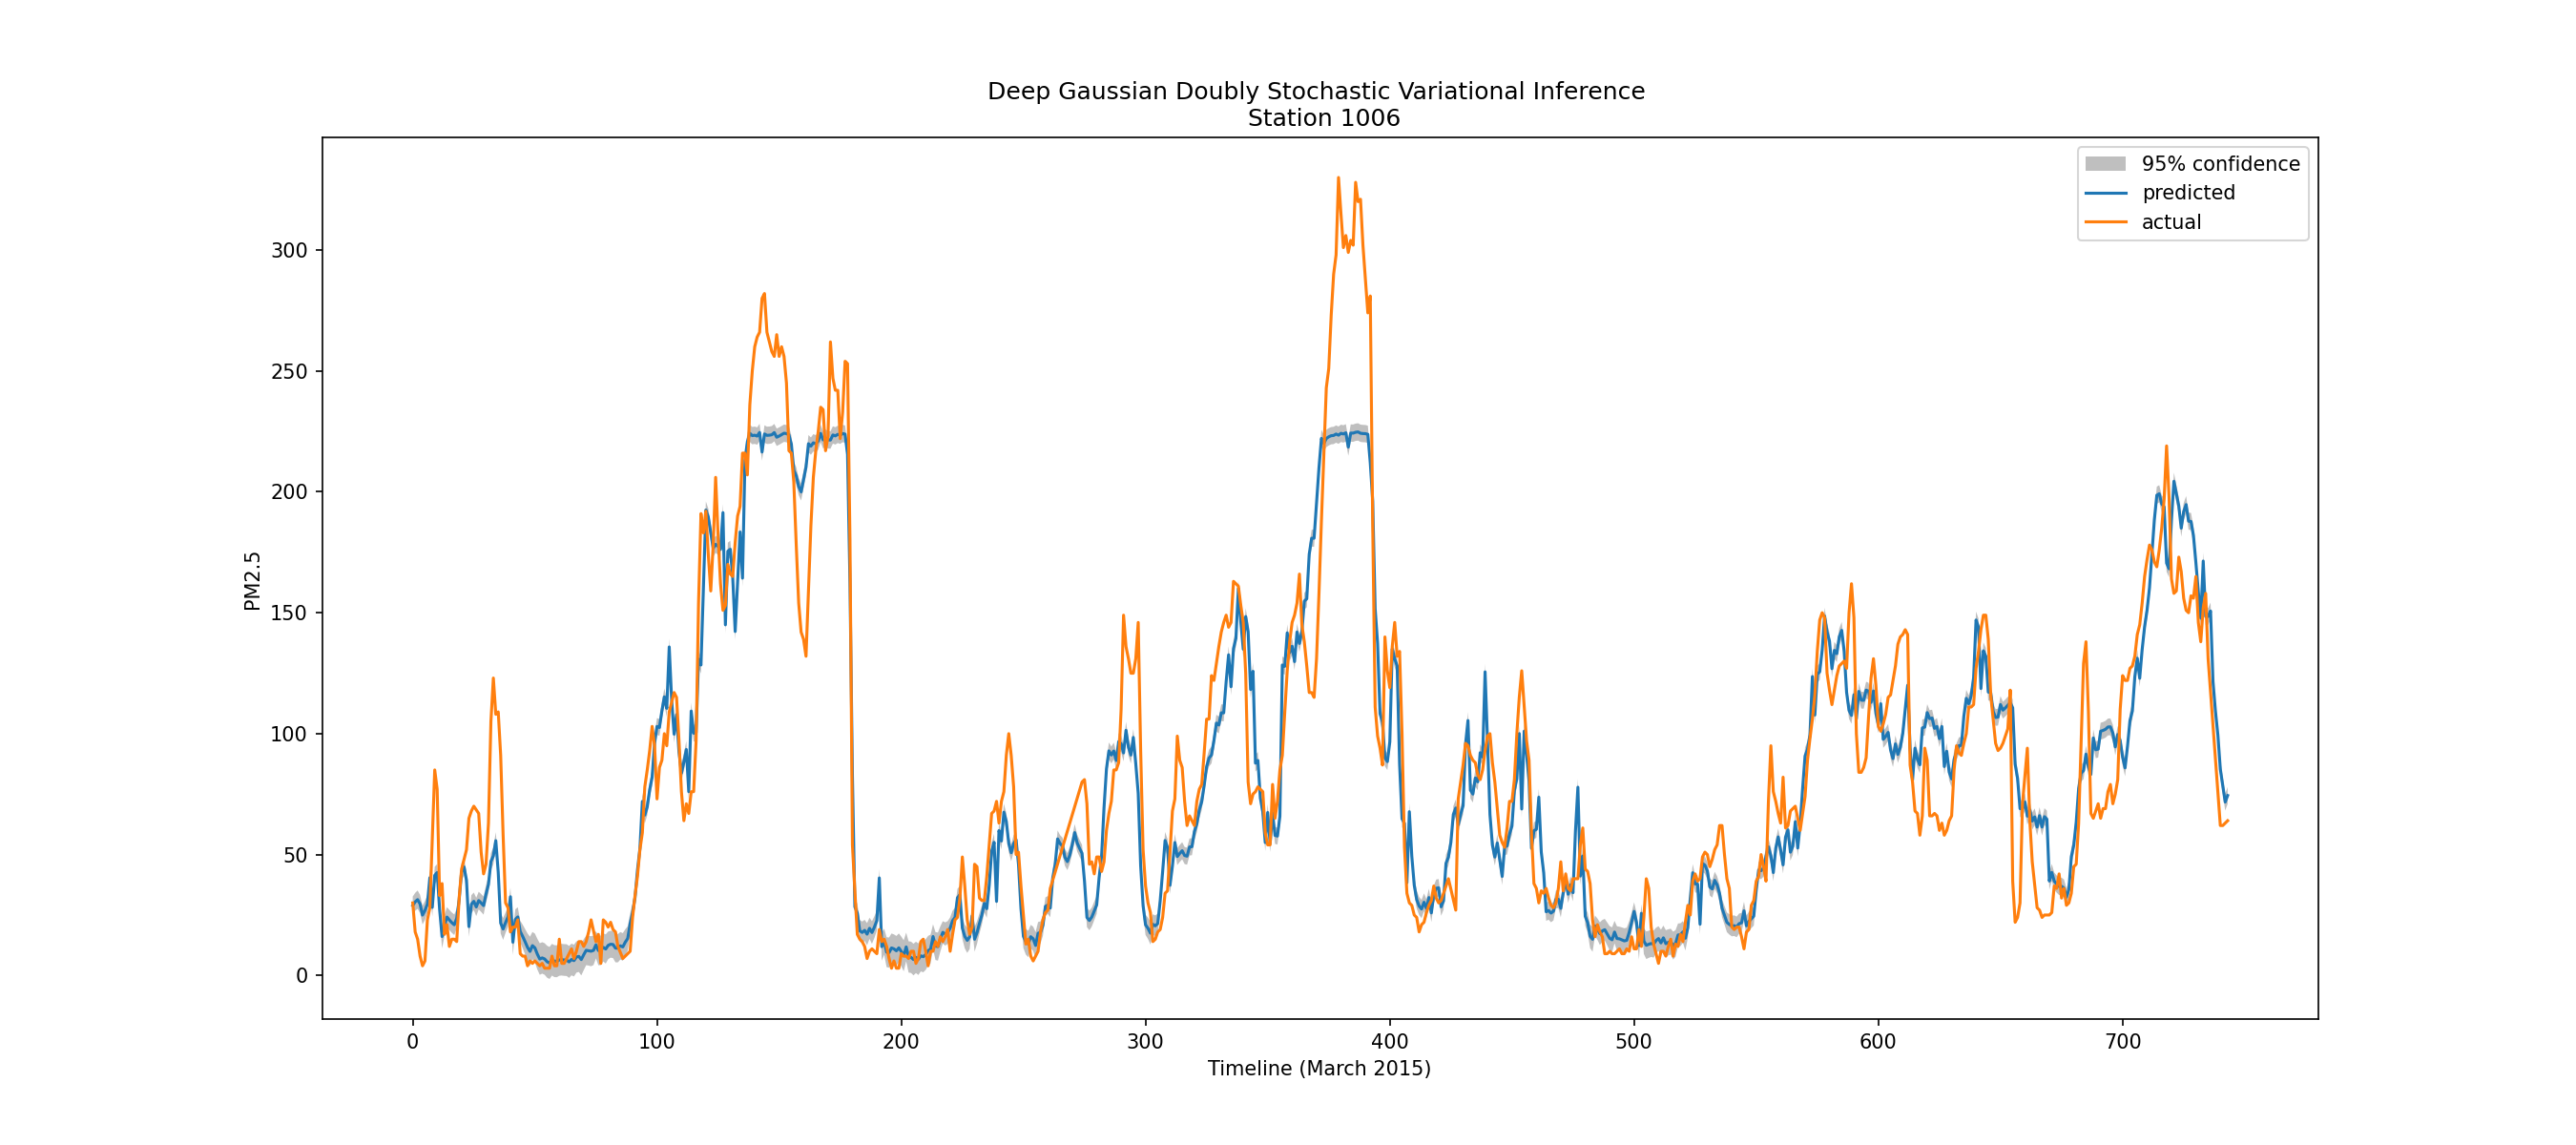 Deep Gaussian Doubly Stochastic Variational Inference
Station 1006
95% confidence
predicted
actual
PM2.5
300
250
200
150
100
50
0
0 100 200 300 400 500 600 700
Timeline (March 2015)